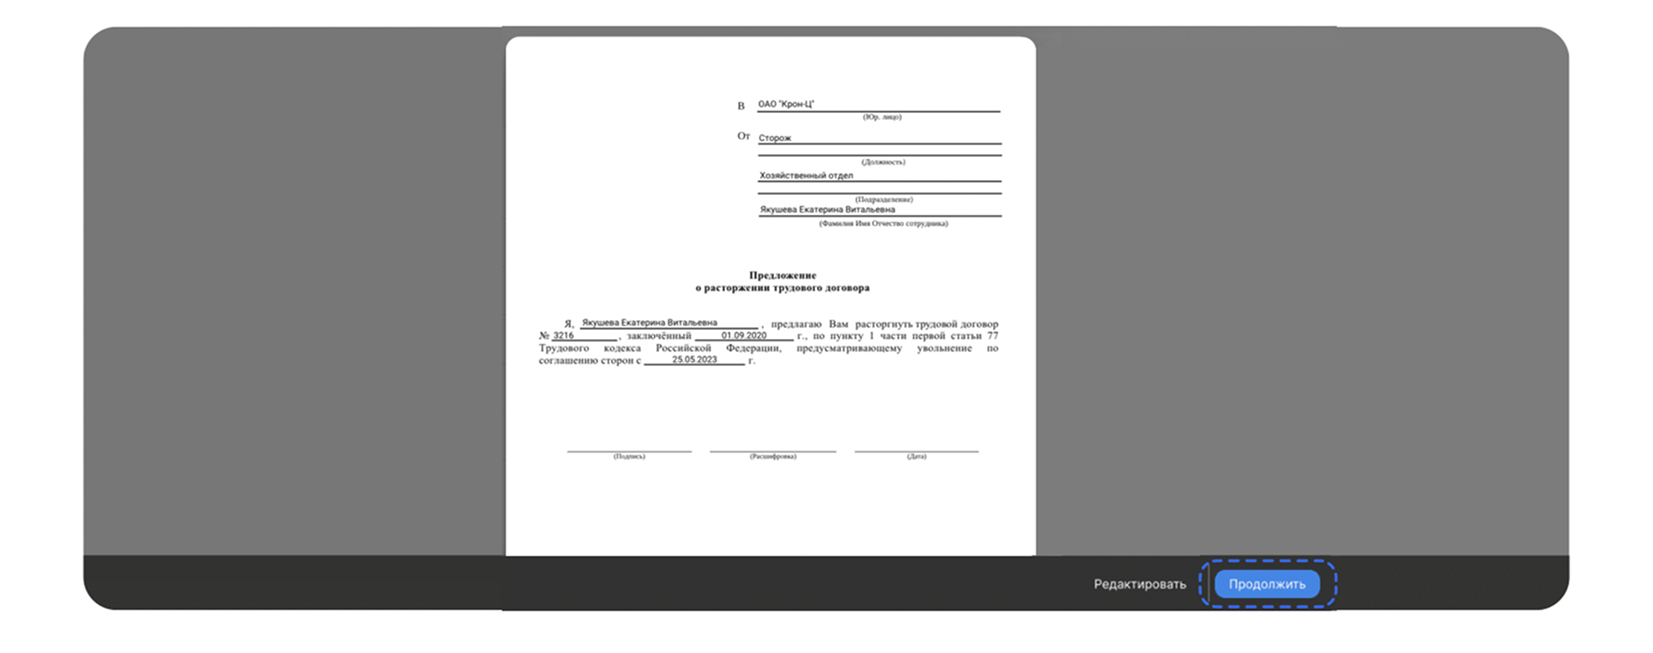 В ОАО "Крон-Ц"
(Юр. лицо)
От Сторож
(Должность)
Хозяйственный отдел
(Подразделение)
Якушева Екатерина Витальевна
(Фамилия Имя Отчество сотрудника)
Предложение
о расторжении трудового договора
Я, Якушева Екатерина Витальевна , предлагаю Вам расторгнуть трудовой договор
№ 3216 , заключённый 01.09.2020 г., по пункту 1 части первой статьи 77
Трудового кодекса Российской Федерации, предусматривающему увольнение по
соглашению сторон с 25.05.2023 г.
(Подпись) (Расшифровка) (Дата)
Редактировать Продолжить